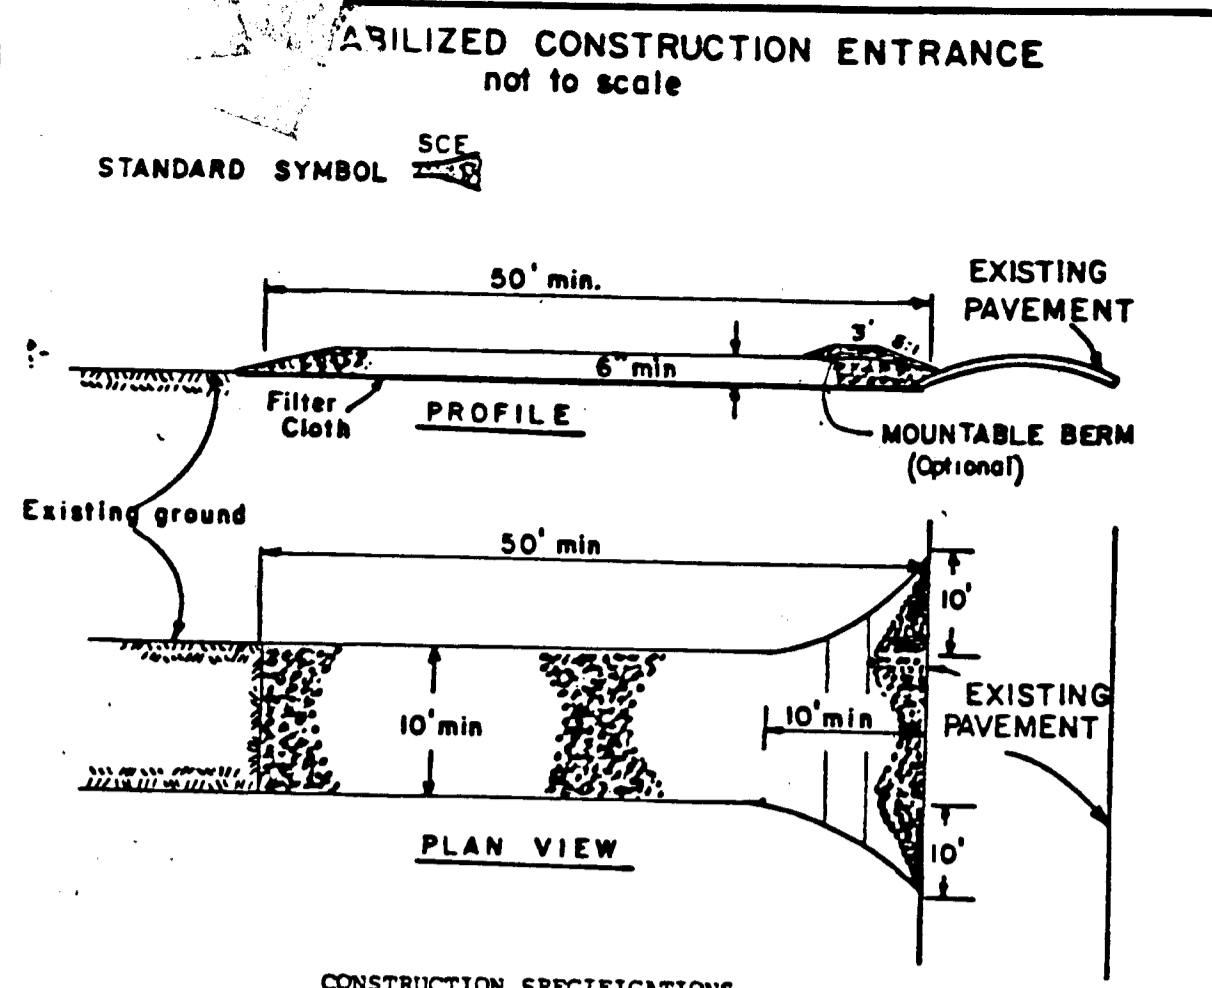 ABILIZED CONSTRUCTION ENTRANCE
not to scale
SCE
STANDARD SYMBOL
50' min.
EXISTING
PAVEMENT
3'
6" min
Filter
Cloth
PROFILE
MOUNTABLE BERM
(Optional)
Existing ground
50' min
10'
10' min
10' min
EXISTING
PAVEMENT
10'
PLAN VIEW
CONSTRUCTION SPECIFICATIONS